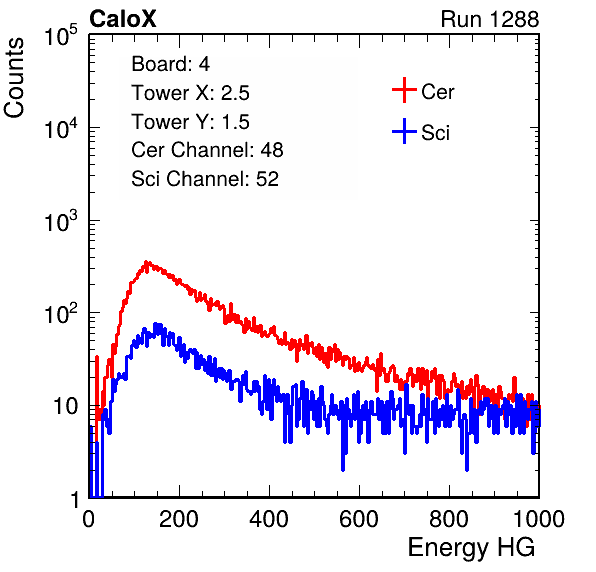 CaloX Run 1288
Counts
10^5
10^4
10^3
10^2
10
1
Board: 4
Tower X: 2.5
Tower Y: 1.5
Cer Channel: 48
Sci Channel: 52
Cer
Sci
0 200 400 600 800 1000
Energy HG